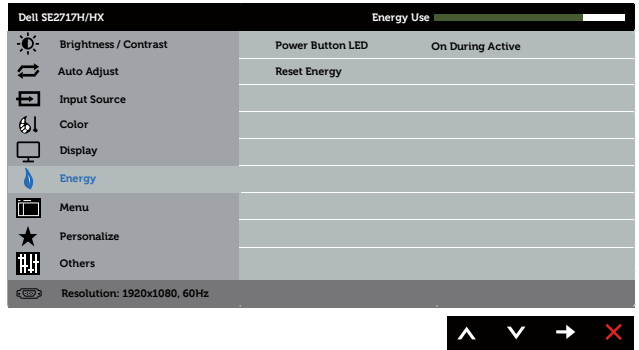 Dell SE2717H/HX Energy Use
Brightness / Contrast Power Button LED On During Active
Auto Adjust Reset Energy
Input Source
Color
Display
Energy
Menu
Personalize
Others
Resolution: 1920x1080, 60Hz